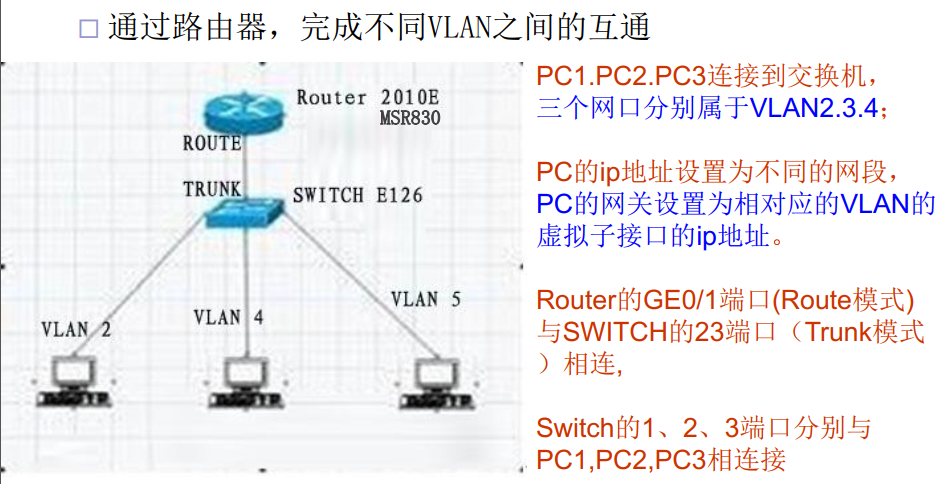 通过路由器，完成不同VLAN之间的互通
Router 2010E
MSR830
ROUTE
TRUNK
SWITCH E126
VLAN 2
VLAN 4
VLAN 5
PC1.PC2.PC3连接到交换机，
三个网口分别属于VLAN2.3.4；
PC的ip地址设置为不同的网段，
PC的网关设置为相对应的VLAN的
虚拟子接口的ip地址。
Router的GE0/1端口(Route模式)
与SWITCH的23端口（Trunk模式
）相连,
Switch的1、2、3端口分别与
PC1,PC2,PC3相连接